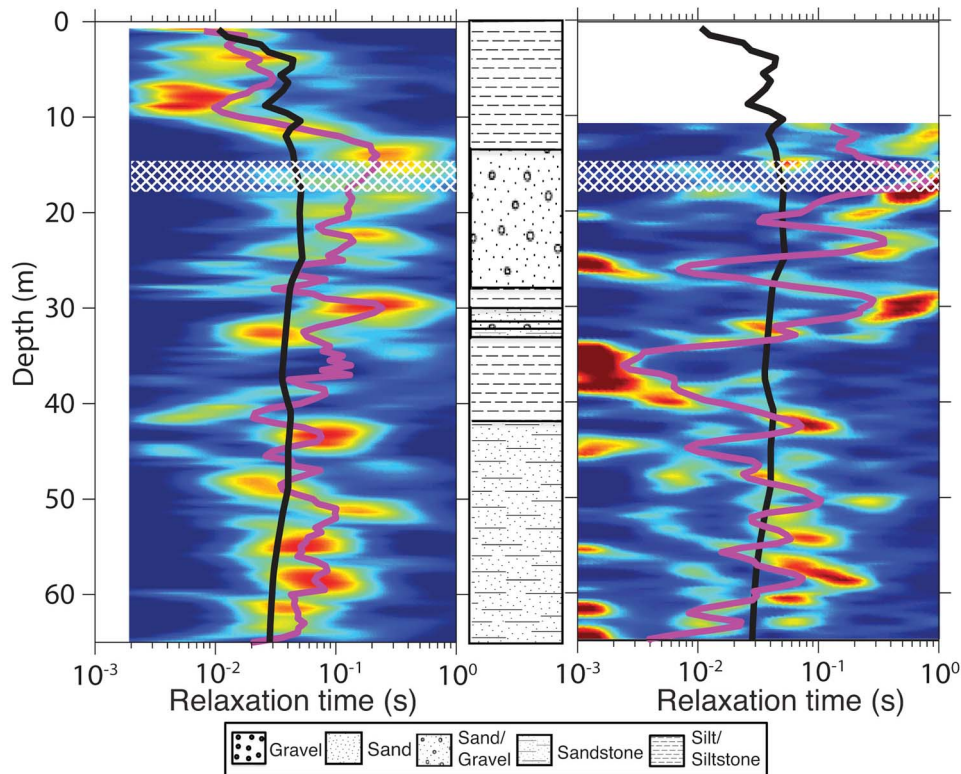 0
10
20
30
40
50
60
Depth (m)
10-3 10-2 10-1 100
Relaxation time (s)
10-3 10-2 10-1 100
Relaxation time (s)
Gravel
Sand
Sand/
Gravel
Sandstone
Silt/
Siltstone